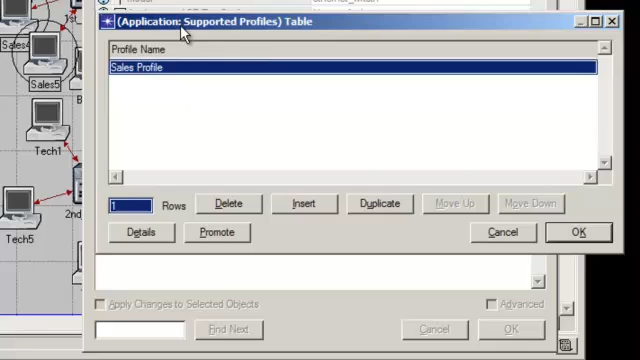 (Application: Supported Profiles) Table
Profile Name
Sales Profile
1 Rows Delete Insert Duplicate Move Up Move Down
Details Promote Cancel OK
Apply Changes to Selected Objects Advanced
Find Next Cancel OK
Sales4
Sales5
Tech1
Tech5